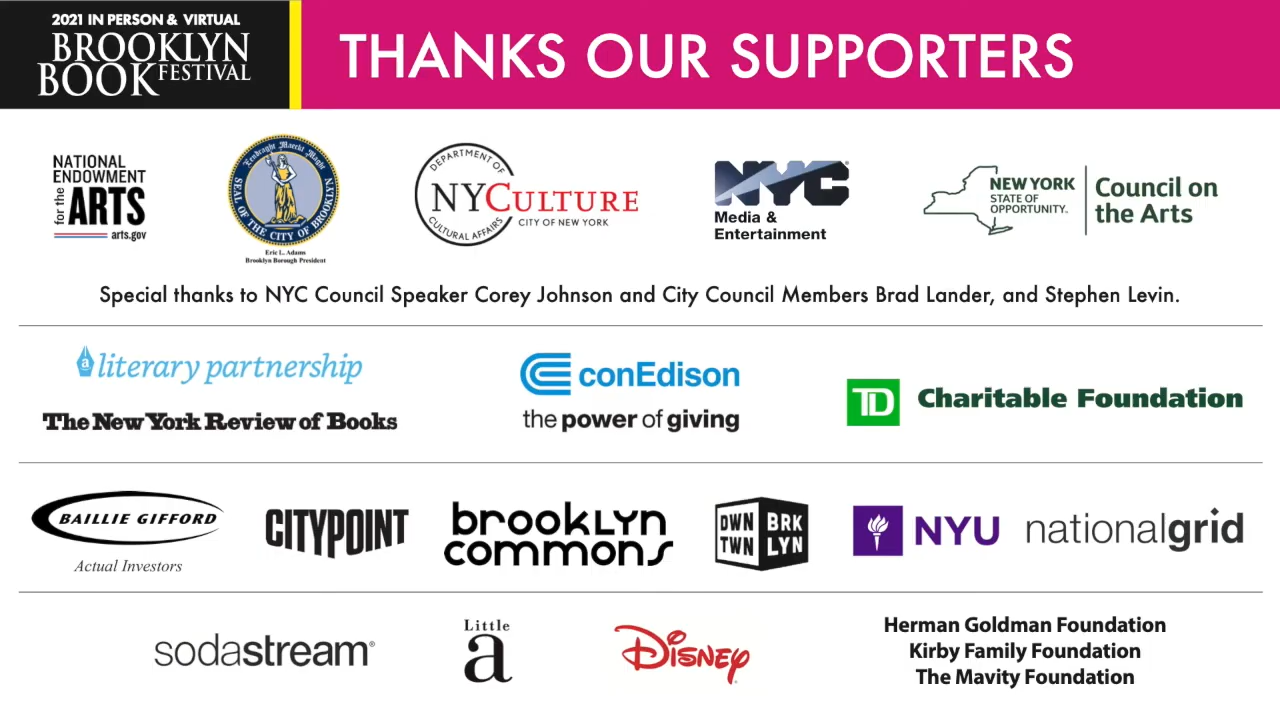 2021 IN PERSON & VIRTUAL
BROOKLYN
BOOK FESTIVAL
THANKS OUR SUPPORTERS
NATIONAL
ENDOWMENT
for the
ARTS
arts.gov
Eendraght Maeckt Maght
SEAL OF THE CITY OF BROOKLYN
Eric L. Adams
Brooklyn Borough President
DEPARTMENT OF
NYCULTURE
CITY OF NEW YORK
CULTURAL AFFAIRS
NYC®
Media &
Entertainment
NEW YORK
STATE OF
OPPORTUNITY™
Council on
the Arts
Special thanks to NYC Council Speaker Corey Johnson and City Council Members Brad Lander, and Stephen Levin.
a literary partnership
The New York Review of Books
conEdison
the power of giving
TD Charitable Foundation
BAILLIE GIFFORD
Actual Investors
CITYPOINT
brooklyn
commons
DWN
TWN
BRK
LYN
NYU
nationalgrid
sodastream®
Little
a
Disney
Herman Goldman Foundation
Kirby Family Foundation
The Mavity Foundation